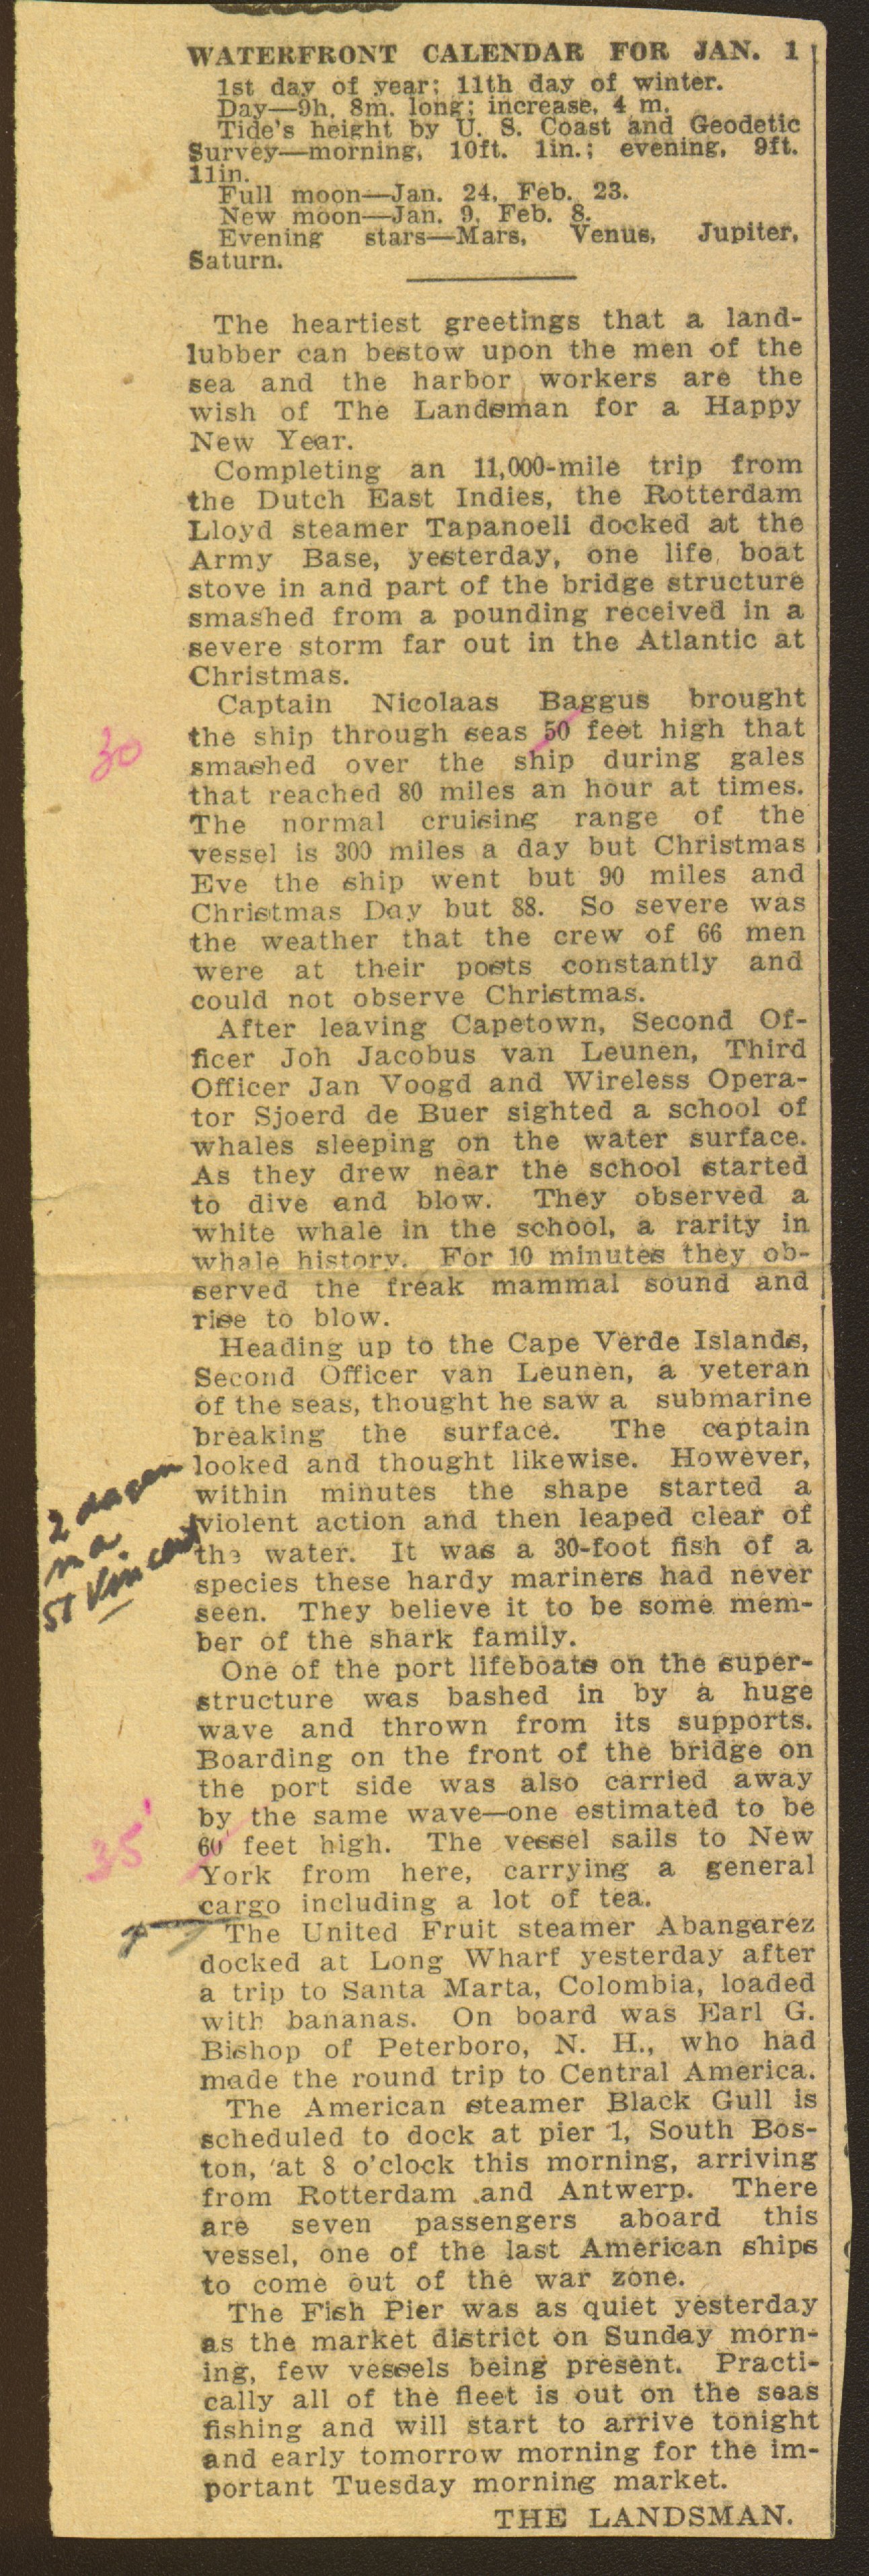 WATERFRONT CALENDAR FOR JAN. 1
1st day of year; 11th day of winter.
Day—9h. 8m. long; increase, 4 m.
Tide's height by U. S. Coast and Geodetic
Survey—morning, 10ft. 1in.; evening, 9ft.
11in.
Full moon—Jan. 24, Feb. 23.
New moon—Jan. 9, Feb. 8.
Evening stars—Mars, Venus, Jupiter,
Saturn.
The heartiest greetings that a land-
lubber can bestow upon the men of the
sea and the harbor workers are the
wish of The Landsman for a Happy
New Year.
Completing an 11,000-mile trip from
the Dutch East Indies, the Rotterdam
Lloyd steamer Tapanoeli docked at the
Army Base, yesterday, one life boat
stove in and part of the bridge structure
smashed from a pounding received in a
severe storm far out in the Atlantic at
Christmas.
Captain Nicolaas Baggus brought
30
the ship through seas 50 feet high that
smashed over the ship during gales
that reached 80 miles an hour at times.
The normal cruising range of the
vessel is 300 miles a day but Christmas
Eve the ship went but 90 miles and
Christmas Day but 88. So severe was
the weather that the crew of 66 men
were at their posts constantly and
could not observe Christmas.
After leaving Capetown, Second Of-
ficer Joh Jacobus van Leunen, Third
Officer Jan Voogd and Wireless Opera-
tor Sjoerd de Buer sighted a school of
whales sleeping on the water surface.
As they drew near the school started
to dive and blow. They observed a
white whale in the school, a rarity in
whale history. For 10 minutes they ob-
served the freak mammal sound and
rise to blow.
Heading up to the Cape Verde Islands,
Second Officer van Leunen, a veteran
of the seas, thought he saw a submarine
breaking the surface. The captain
looked and thought likewise. However,
within minutes the shape started a
violent action and then leaped clear of
the water. It was a 30-foot fish of a
species these hardy mariners had never
seen. They believe it to be some mem-
ber of the shark family.
2 dagen
na
St Vincent
One of the port lifeboats on the super-
structure was bashed in by a huge
wave and thrown from its supports.
Boarding on the front of the bridge on
the port side was also carried away
by the same wave—one estimated to be
35'
60 feet high. The vessel sails to New
York from here, carrying a general
cargo including a lot of tea.
The United Fruit steamer Abangarez
docked at Long Wharf yesterday after
a trip to Santa Marta, Colombia, loaded
with bananas. On board was Earl G.
Bishop of Peterboro, N. H., who had
made the round trip to Central America.
The American steamer Black Gull is
scheduled to dock at pier 1, South Bos-
ton, at 8 o'clock this morning, arriving
from Rotterdam and Antwerp. There
are seven passengers aboard this
vessel, one of the last American ships
to come out of the war zone.
The Fish Pier was as quiet yesterday
as the market district on Sunday morn-
ing, few vessels being present. Practi-
cally all of the fleet is out on the seas
fishing and will start to arrive tonight
and early tomorrow morning for the im-
portant Tuesday morning market.
THE LANDSMAN.